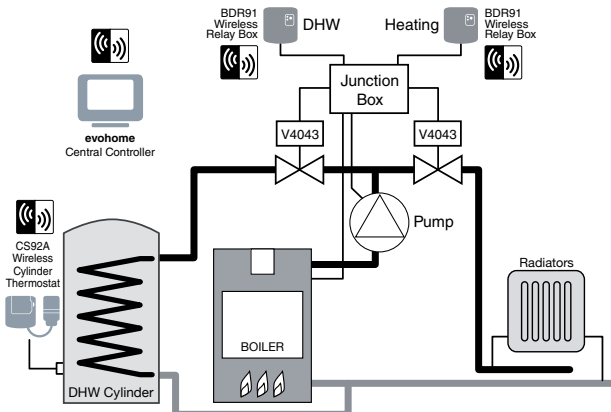 BDR91
Wireless
Relay Box
DHW
Heating
BDR91
Wireless
Relay Box
Junction
Box
V4043
V4043
evohome
Central Controller
Pump
CS92A
Wireless
Cylinder
Thermostat
Radiators
BOILER
DHW Cylinder